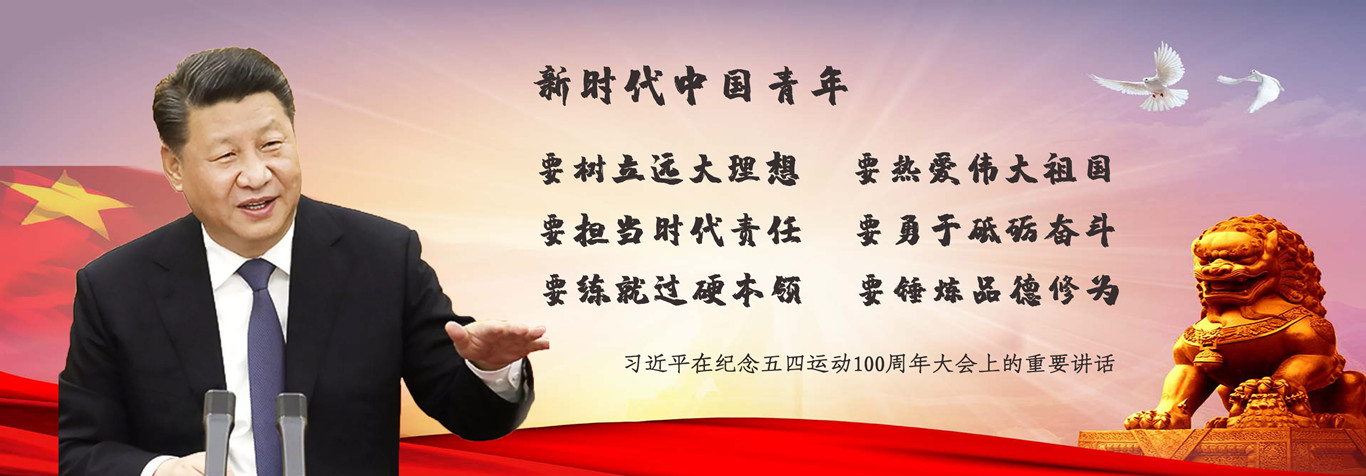 新时代中国青年
要树立远大理想 要热爱伟大祖国
要担当时代责任 要勇于砥砺奋斗
要练就过硬本领 要锤炼品德修为
习近平在纪念五四运动100周年大会上的重要讲话